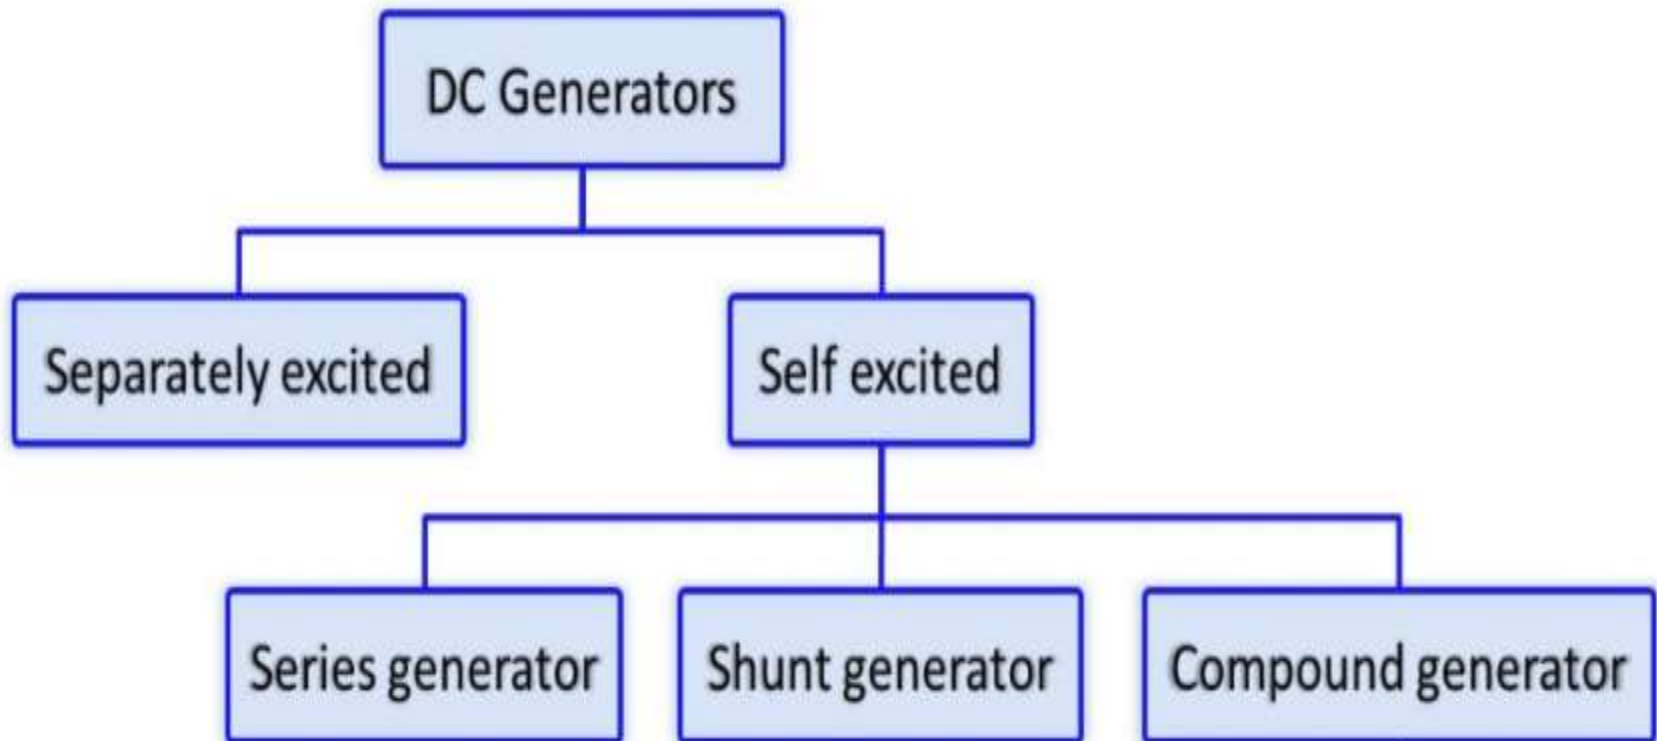 DC Generators
Separately excited
Self excited
Series generator
Shunt generator
Compound generator